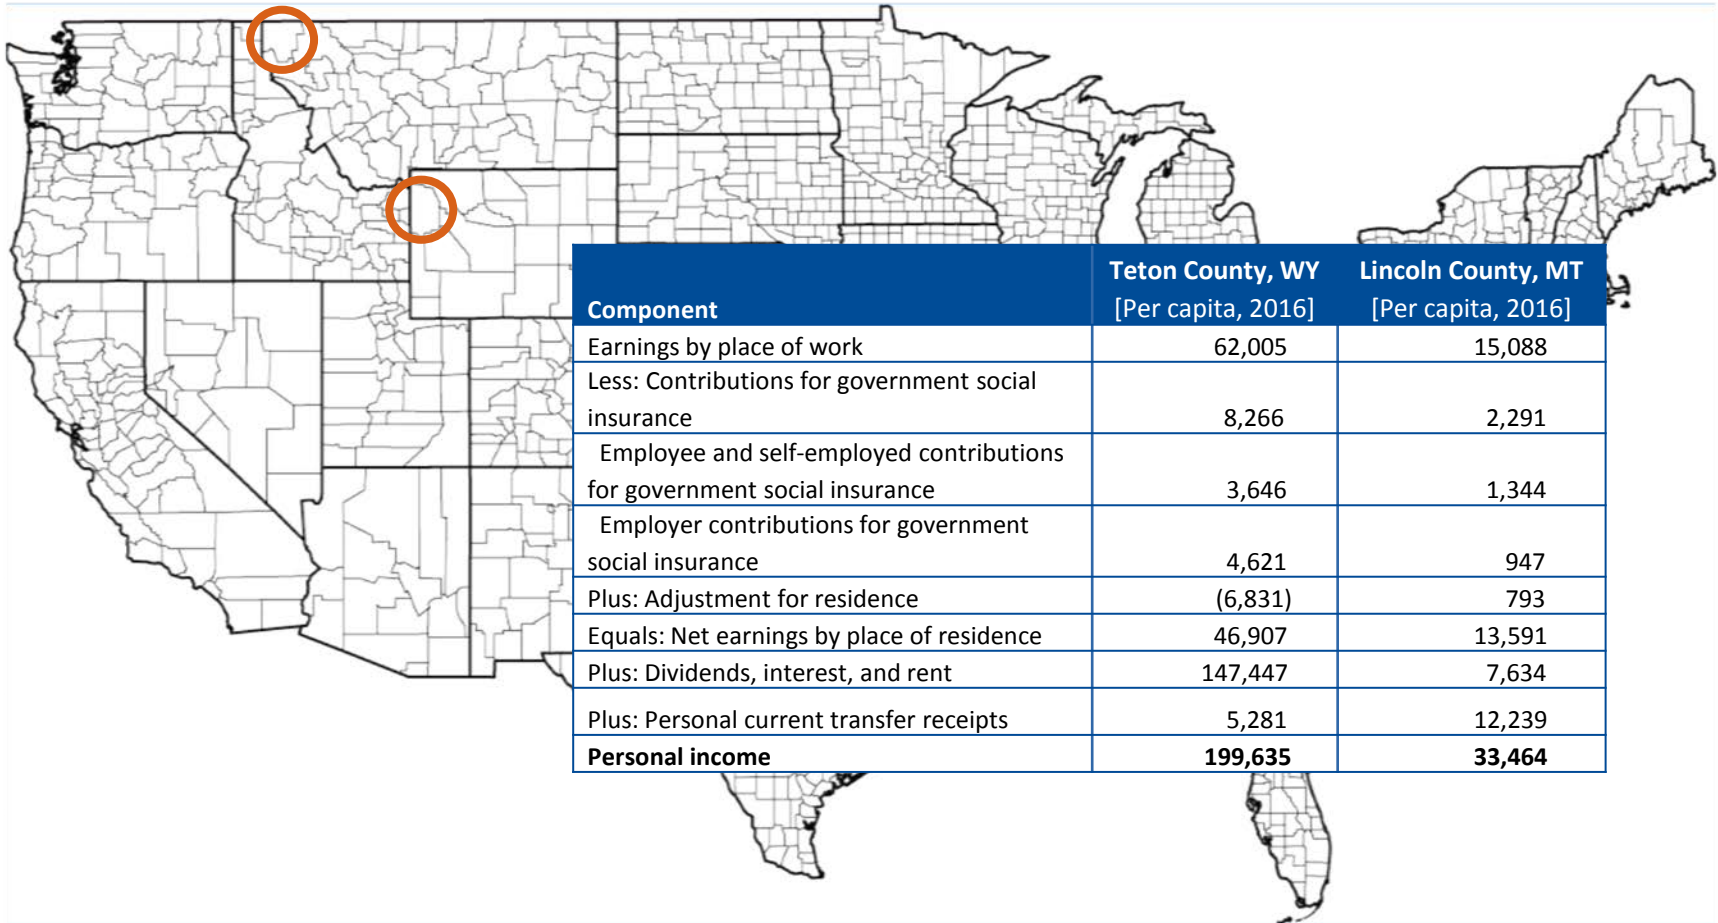 Teton County, WY Lincoln County, MT
Component [Per capita, 2016] [Per capita, 2016]
Earnings by place of work 62,005 15,088
Less: Contributions for government social
insurance 8,266 2,291
Employee and self-employed contributions
for government social insurance 3,646 1,344
Employer contributions for government
social insurance 4,621 947
Plus: Adjustment for residence (6,831) 793
Equals: Net earnings by place of residence 46,907 13,591
Plus: Dividends, interest, and rent 147,447 7,634
Plus: Personal current transfer receipts 5,281 12,239
Personal income 199,635 33,464